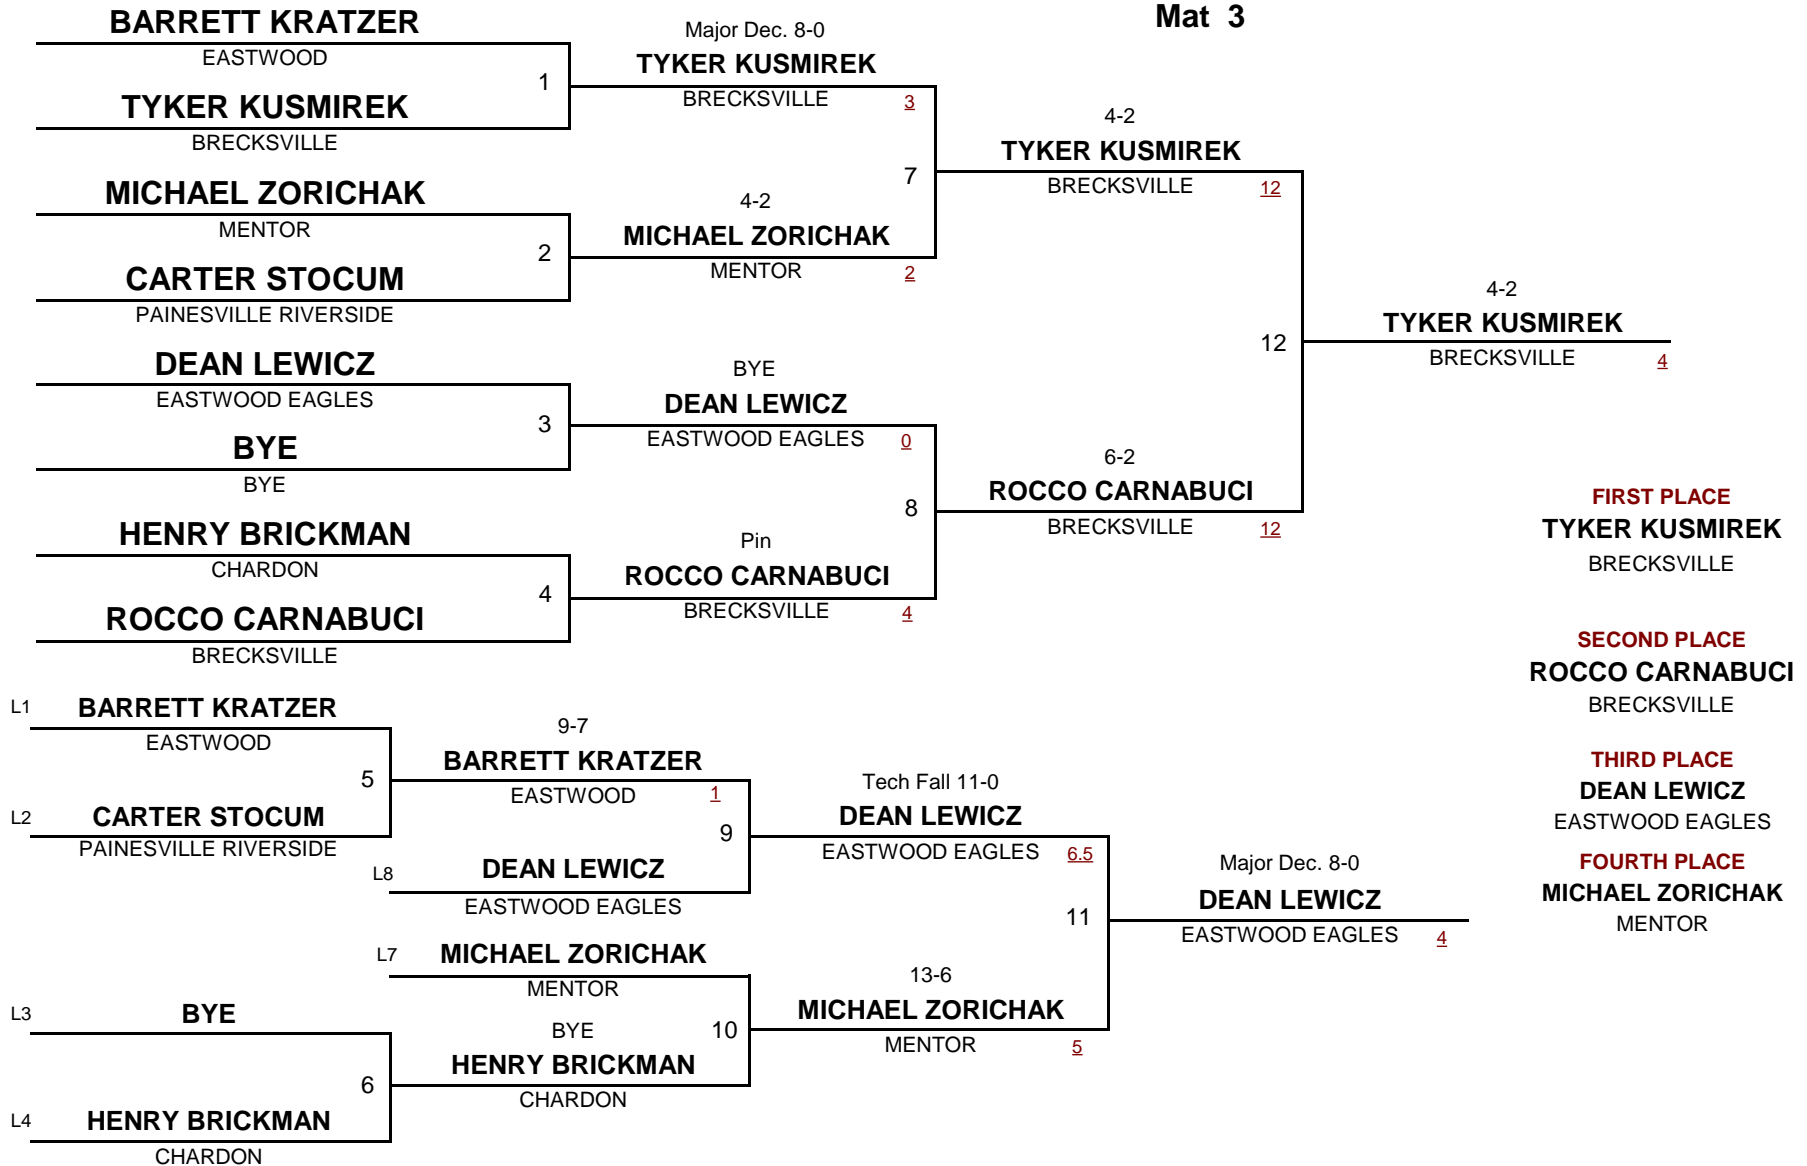 Mat 3
BARRETT KRATZER
EASTWOOD
1
TYKER KUSMIREK
BRECKSVILLE
MICHAEL ZORICHAK
MENTOR
2
CARTER STOCUM
PAINESVILLE RIVERSIDE
DEAN LEWICZ
EASTWOOD EAGLES
3
BYE
BYE
HENRY BRICKMAN
CHARDON
4
ROCCO CARNABUCI
BRECKSVILLE
Major Dec. 8-0
TYKER KUSMIREK
BRECKSVILLE 3
7
4-2
MICHAEL ZORICHAK
MENTOR 2
BYE
DEAN LEWICZ
EASTWOOD EAGLES 0
8
Pin
ROCCO CARNABUCI
BRECKSVILLE 4
4-2
TYKER KUSMIREK
BRECKSVILLE 12
12
6-2
ROCCO CARNABUCI
BRECKSVILLE 12
4-2
TYKER KUSMIREK
BRECKSVILLE 4
L1 BARRETT KRATZER
EASTWOOD
5
L2 CARTER STOCUM
PAINESVILLE RIVERSIDE
L3 BYE
6
L4 HENRY BRICKMAN
CHARDON
9-7
BARRETT KRATZER
EASTWOOD 1
9
L8 DEAN LEWICZ
EASTWOOD EAGLES
L7 MICHAEL ZORICHAK
MENTOR
10
BYE
HENRY BRICKMAN
CHARDON
Tech Fall 11-0
DEAN LEWICZ
EASTWOOD EAGLES 6.5
11
13-6
MICHAEL ZORICHAK
MENTOR 5
Major Dec. 8-0
DEAN LEWICZ
EASTWOOD EAGLES 4
FIRST PLACE
TYKER KUSMIREK
BRECKSVILLE
SECOND PLACE
ROCCO CARNABUCI
BRECKSVILLE
THIRD PLACE
DEAN LEWICZ
EASTWOOD EAGLES
FOURTH PLACE
MICHAEL ZORICHAK
MENTOR